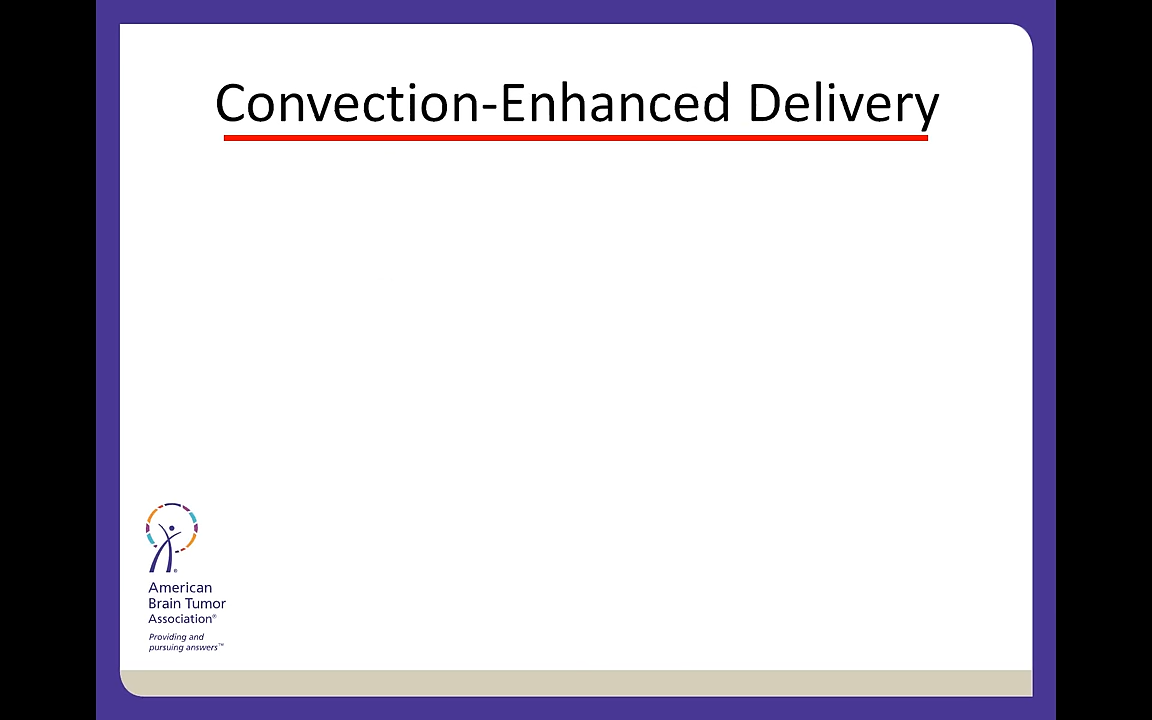 Convection-Enhanced Delivery
American
Brain Tumor
Association®
Providing and
pursuing answers™